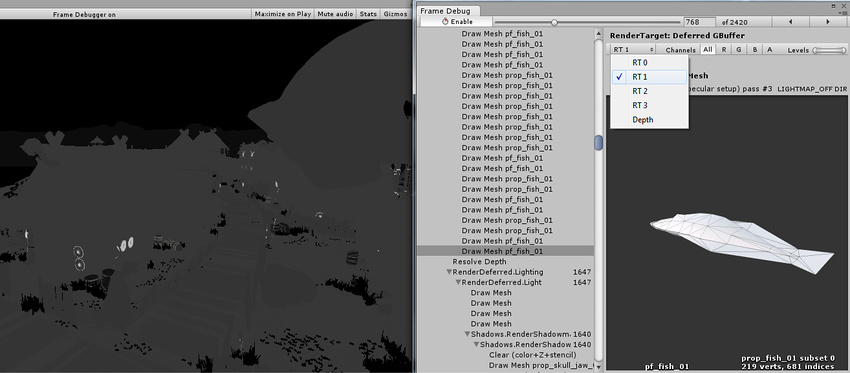 Frame Debugger on
Maximize on Play
Mute audio
Stats
Gizmos
Frame Debug
Enable
768
of 2420
Draw Mesh pf_fish_01
Draw Mesh pf_fish_01
Draw Mesh pf_fish_01
Draw Mesh pf_fish_01
Draw Mesh prop_fish_01
Draw Mesh prop_fish_01
Draw Mesh prop_fish_01
Draw Mesh pf_fish_01
Draw Mesh pf_fish_01
Draw Mesh prop_fish_01
Draw Mesh prop_fish_01
Draw Mesh prop_fish_01
Draw Mesh pf_fish_01
Draw Mesh pf_fish_01
Draw Mesh prop_fish_01
Draw Mesh prop_fish_01
Draw Mesh pf_fish_01
Draw Mesh pf_fish_01
Draw Mesh prop_fish_01
Draw Mesh prop_fish_01
Draw Mesh pf_fish_01
Draw Mesh pf_fish_01
Resolve Depth
RenderDeferred.Lighting 1647
RenderDeferred.Light 1647
Draw Mesh
Draw Mesh
Draw Mesh
Draw Mesh
Shadows.RenderShadowm 1640
Shadows.RenderShadow 1640
Clear (color+Z+stencil)
Draw Mesh prop_skull_jaw_
RenderTarget: Deferred GBuffer
RT 1
Channels All R G B A
Levels
RT 0
RT 1
RT 2
RT 3
Depth
Mesh
pecular setup) pass #3 LIGHTMAP_OFF DIR
pf_fish_01
prop_fish_01 subset 0
219 verts, 681 indices